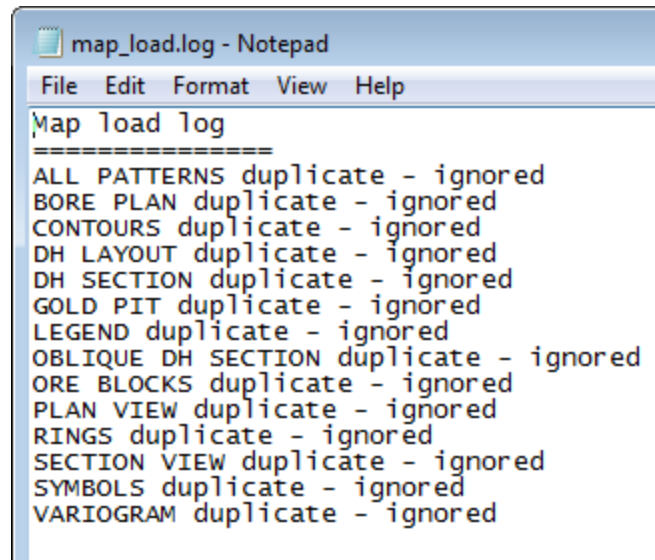 map_load.log - Notepad
File Edit Format View Help
Map load log
===============
ALL PATTERNS duplicate - ignored
BORE PLAN duplicate - ignored
CONTOURS duplicate - ignored
DH LAYOUT duplicate - ignored
DH SECTION duplicate - ignored
GOLD PIT duplicate - ignored
LEGEND duplicate - ignored
OBLIQUE DH SECTION duplicate - ignored
ORE BLOCKS duplicate - ignored
PLAN VIEW duplicate - ignored
RINGS duplicate - ignored
SECTION VIEW duplicate - ignored
SYMBOLS duplicate - ignored
VARIOGRAM duplicate - ignored